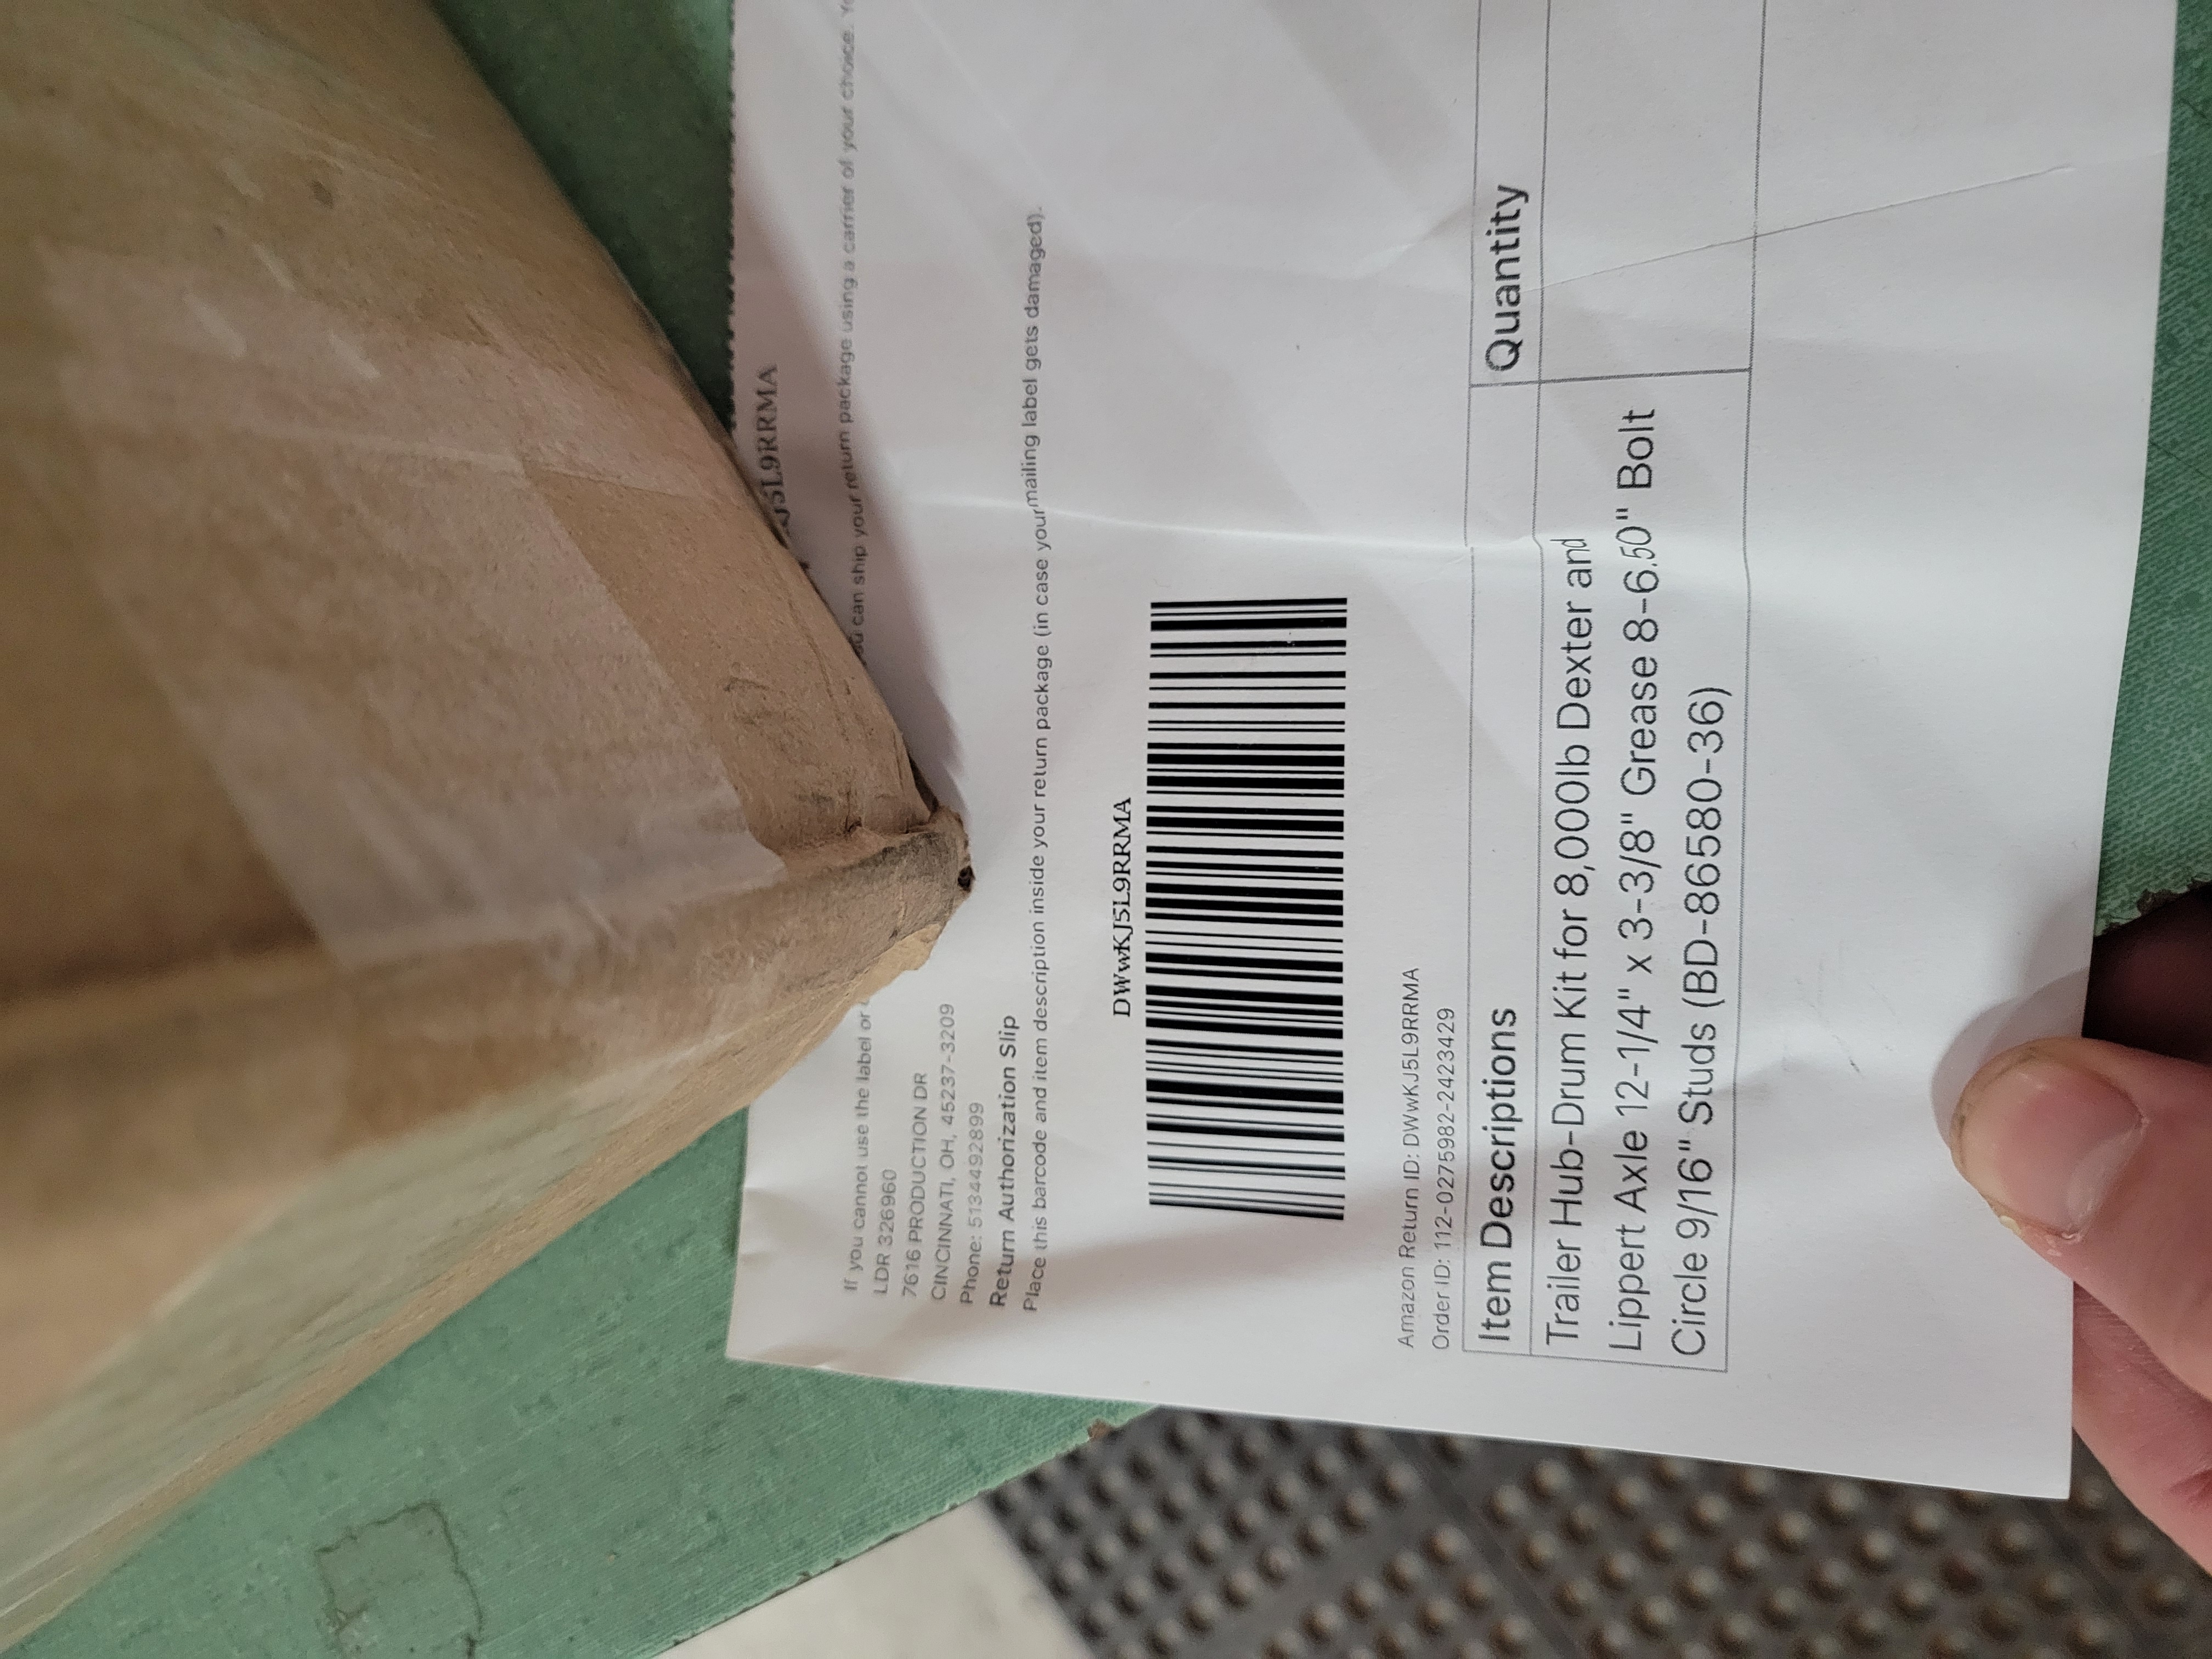 J5L9RRMA
If you cannot use the label or can ship your return package using a carrier of your choice.
LDR 326960
7616 PRODUCTION DR
CINCINNATI, OH, 45237-3209
Phone: 5134492899
Return Authorization Slip
Place this barcode and item description inside your return package (in case your mailing label gets damaged).
DWwKJ5L9RRMA
Amazon Return ID: DWwKJ5L9RRMA
Order ID: 112-0275982-2423429
Item Descriptions Quantity
Trailer Hub-Drum Kit for 8,000lb Dexter and
Lippert Axle 12-1/4" x 3-3/8" Grease 8-6.50" Bolt
Circle 9/16" Studs (BD-86580-36)